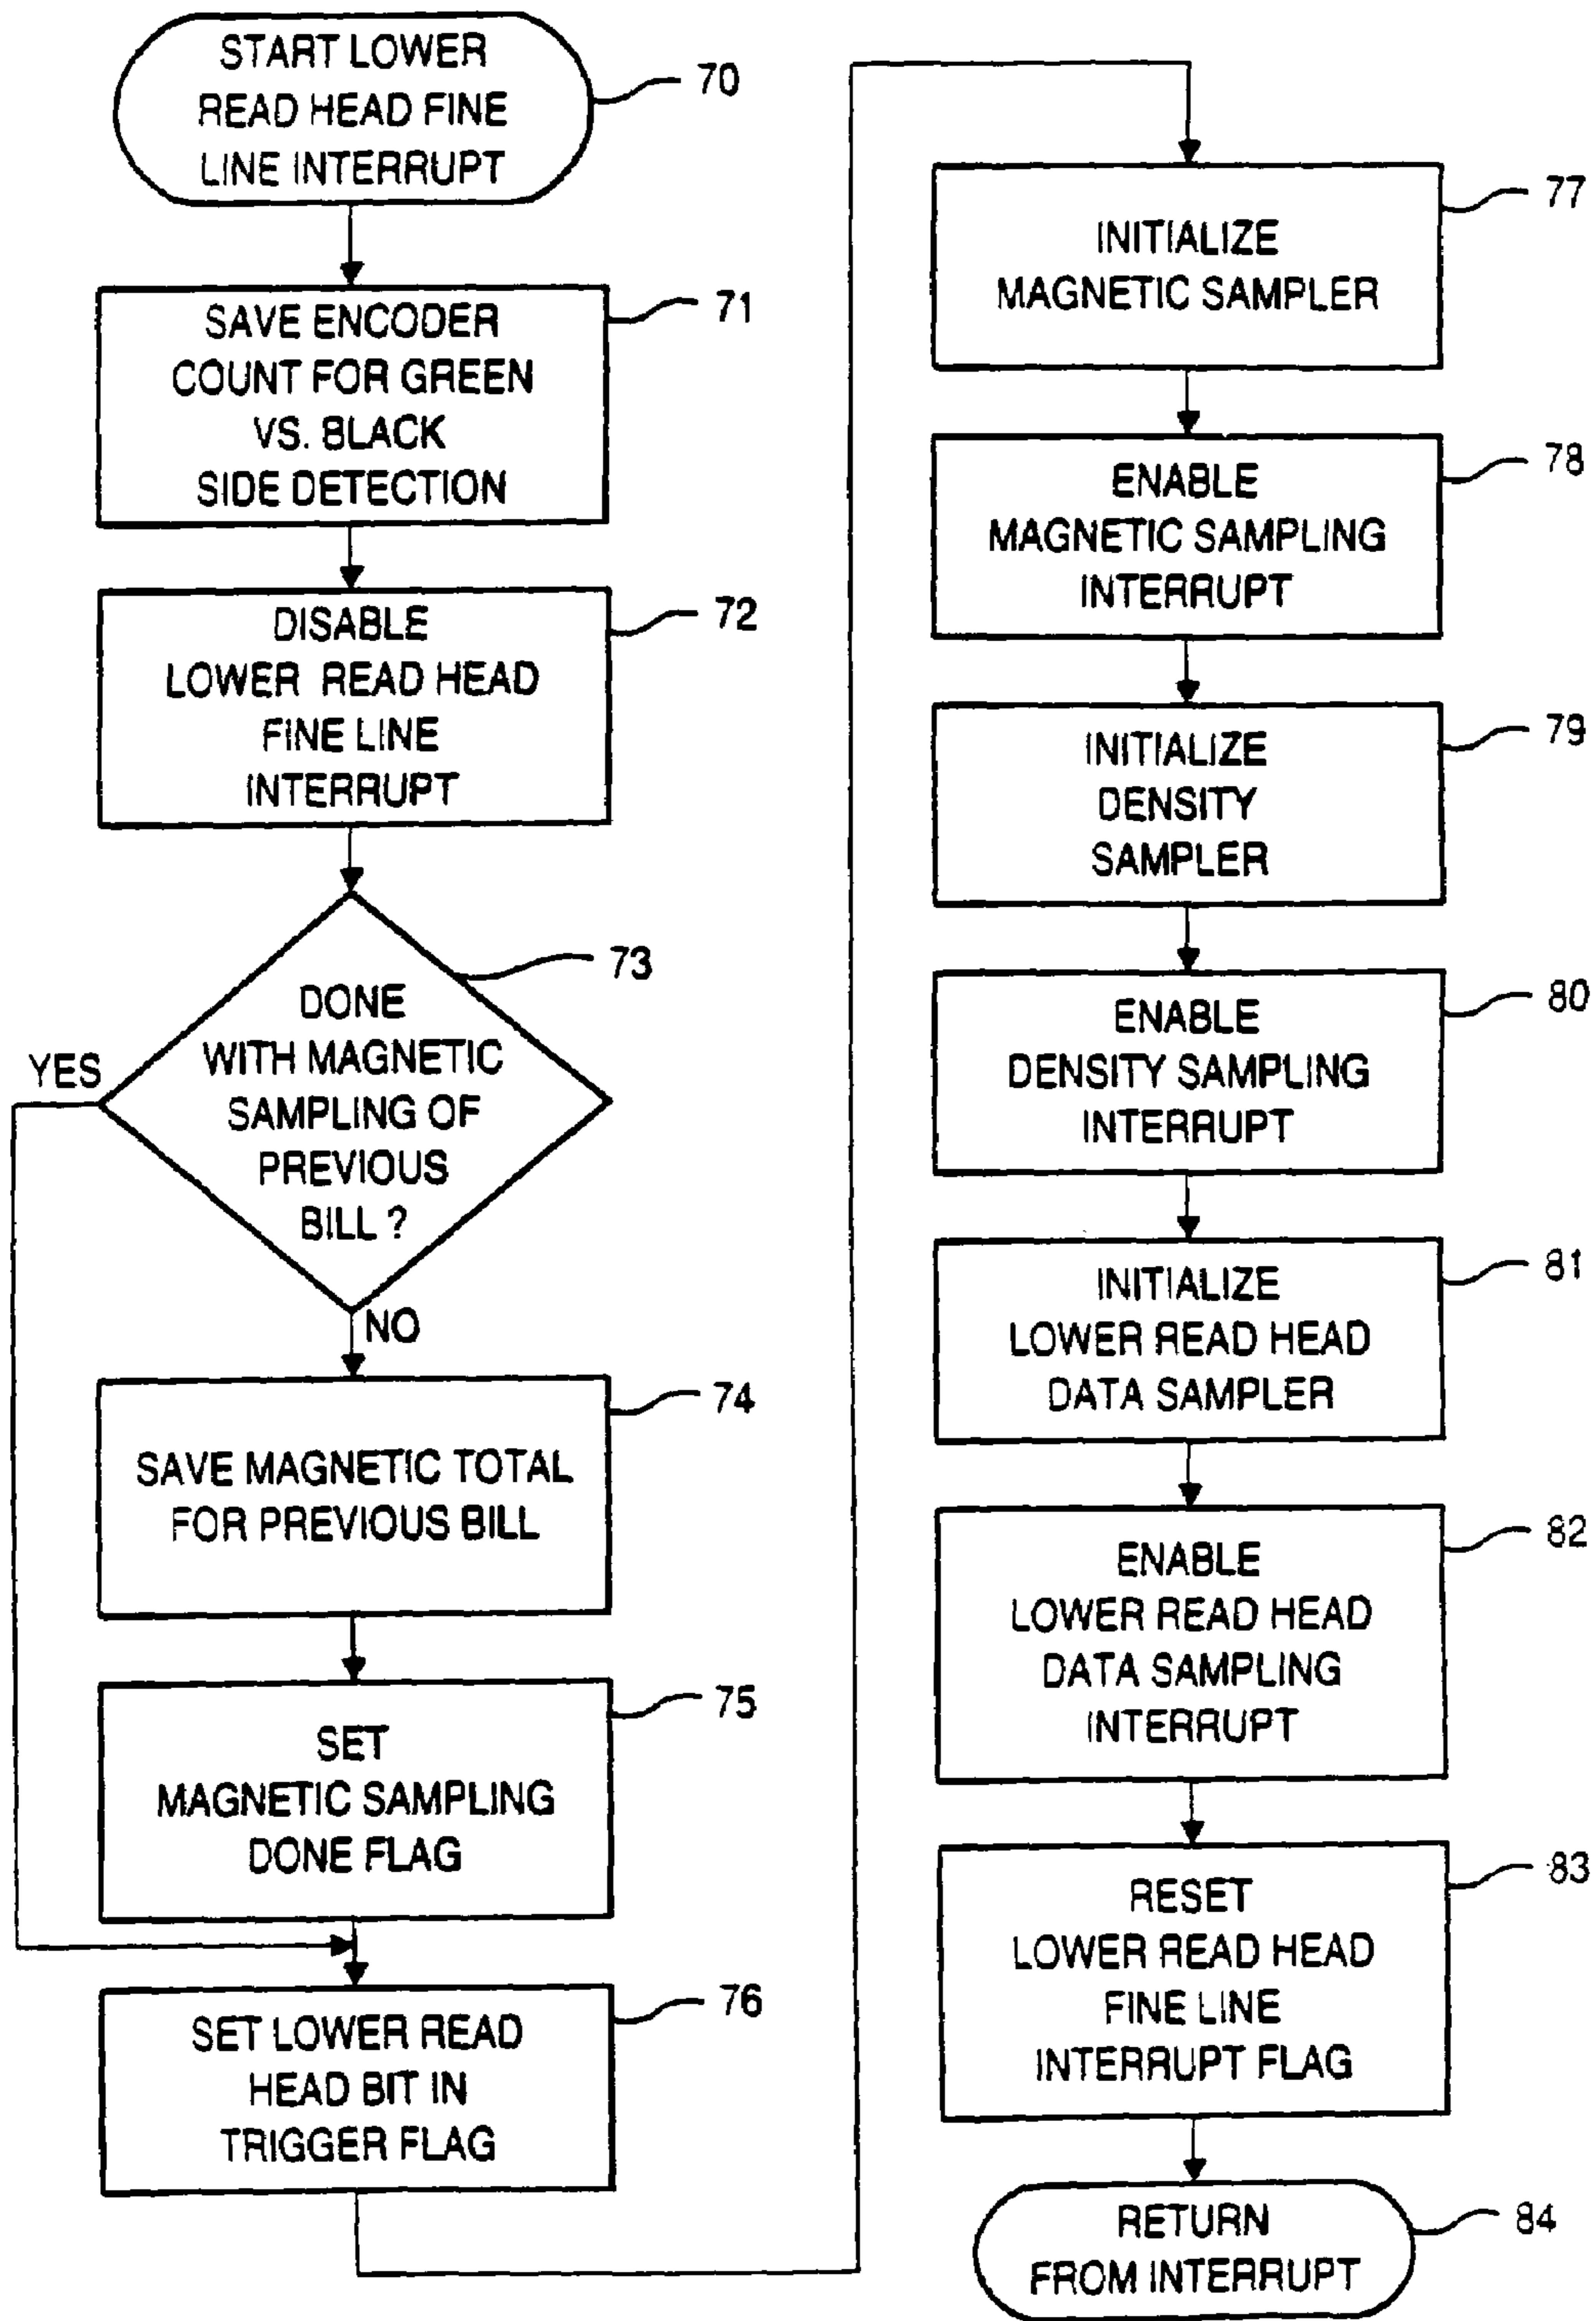 START LOWER
READ HEAD FINE
LINE INTERRUPT
70
SAVE ENCODER
COUNT FOR GREEN
VS. BLACK
SIDE DETECTION
71
DISABLE
LOWER READ HEAD
FINE LINE
INTERRUPT
72
DONE
WITH MAGNETIC
SAMPLING OF
PREVIOUS
BILL ?
73
YES
NO
SAVE MAGNETIC TOTAL
FOR PREVIOUS BILL
74
SET
MAGNETIC SAMPLING
DONE FLAG
75
SET LOWER READ
HEAD BIT IN
TRIGGER FLAG
76
INITIALIZE
MAGNETIC SAMPLER
77
ENABLE
MAGNETIC SAMPLING
INTERRUPT
78
INITIALIZE
DENSITY
SAMPLER
79
ENABLE
DENSITY SAMPLING
INTERRUPT
80
INITIALIZE
LOWER READ HEAD
DATA SAMPLER
81
ENABLE
LOWER READ HEAD
DATA SAMPLING
INTERRUPT
82
RESET
LOWER READ HEAD
FINE LINE
INTERRUPT FLAG
83
RETURN
FROM INTERRUPT
84